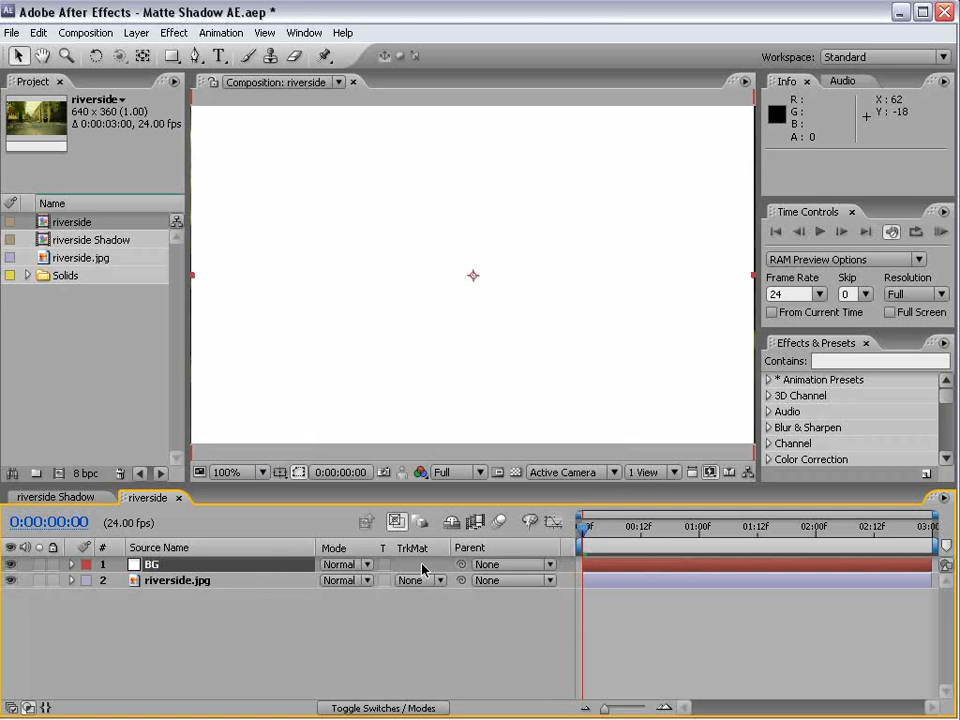 Adobe After Effects - Matte Shadow AE.aep *
File Edit Composition Layer Effect Animation View Window Help
Workspace: Standard
Project
riverside
640 x 360 (1.00)
Δ 0:00:03:00, 24.00 fps
Name
riverside
riverside Shadow
riverside.jpg
Solids
8 bpc
Composition: riverside
100%
0:00:00:00
Full
Active Camera
1 View
Info Audio
R :
G :
B :
A : 0
X : 62
Y : -18
Time Controls
RAM Preview Options
Frame Rate Skip Resolution
24 0 Full
From Current Time Full Screen
Effects & Presets
Contains:
* Animation Presets
3D Channel
Audio
Blur & Sharpen
Channel
Color Correction
riverside Shadow riverside
0:00:00:00 (24.00 fps)
00:12F 01:00F 01:12F 02:00F 02:12F
# Source Name Mode T TrkMat Parent
1 BG Normal None
2 riverside.jpg Normal None None
Toggle Switches / Modes